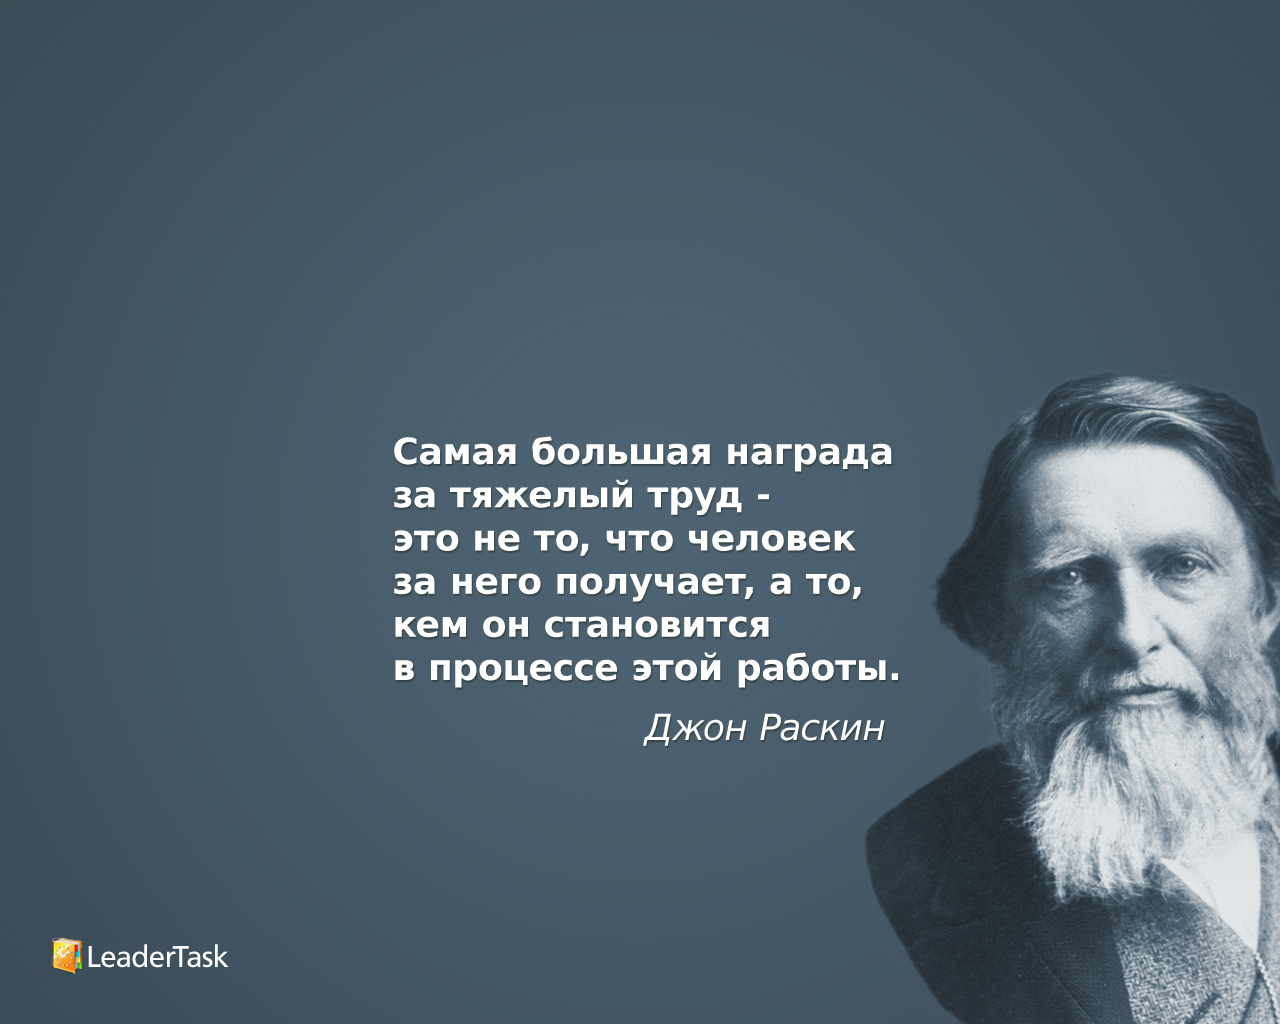 Самая большая награда
за тяжелый труд -
это не то, что человек
за него получает, а то,
кем он становится
в процессе этой работы.
Джон Раскин
LeaderTask